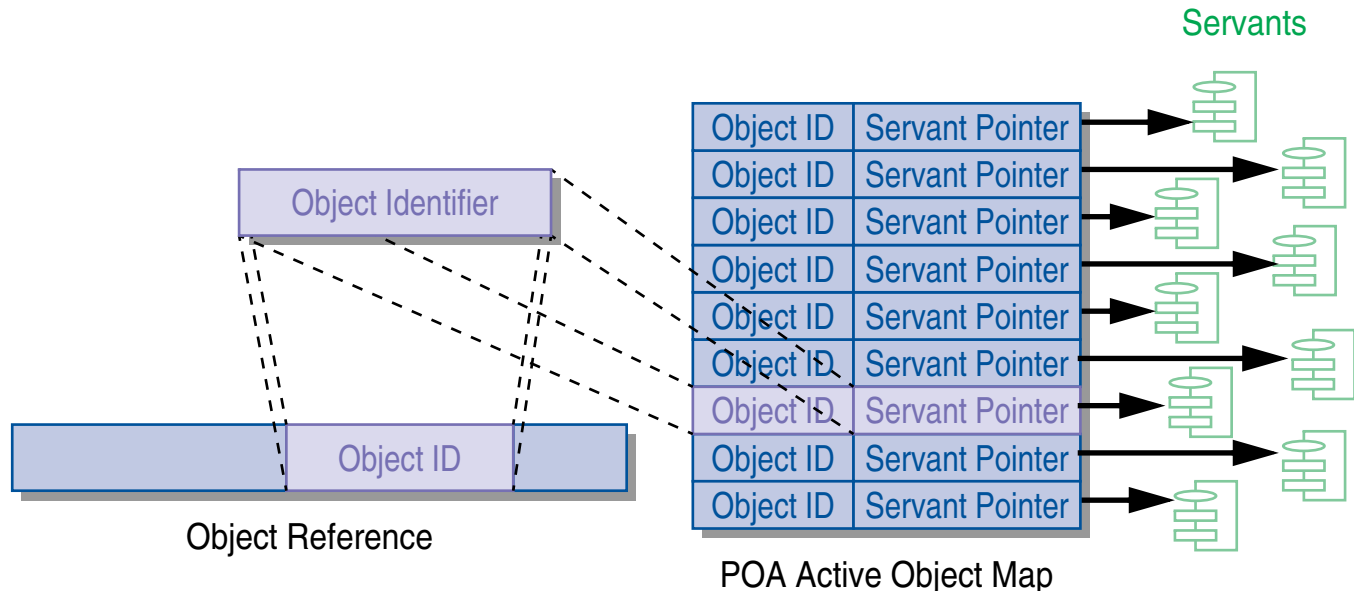 Servants
Object ID Servant Pointer
Object ID Servant Pointer
Object Identifier
Object ID Servant Pointer
Object ID Servant Pointer
Object ID Servant Pointer
Object ID Servant Pointer
Object ID Servant Pointer
Object ID
Object ID Servant Pointer
Object ID Servant Pointer
Object Reference
POA Active Object Map